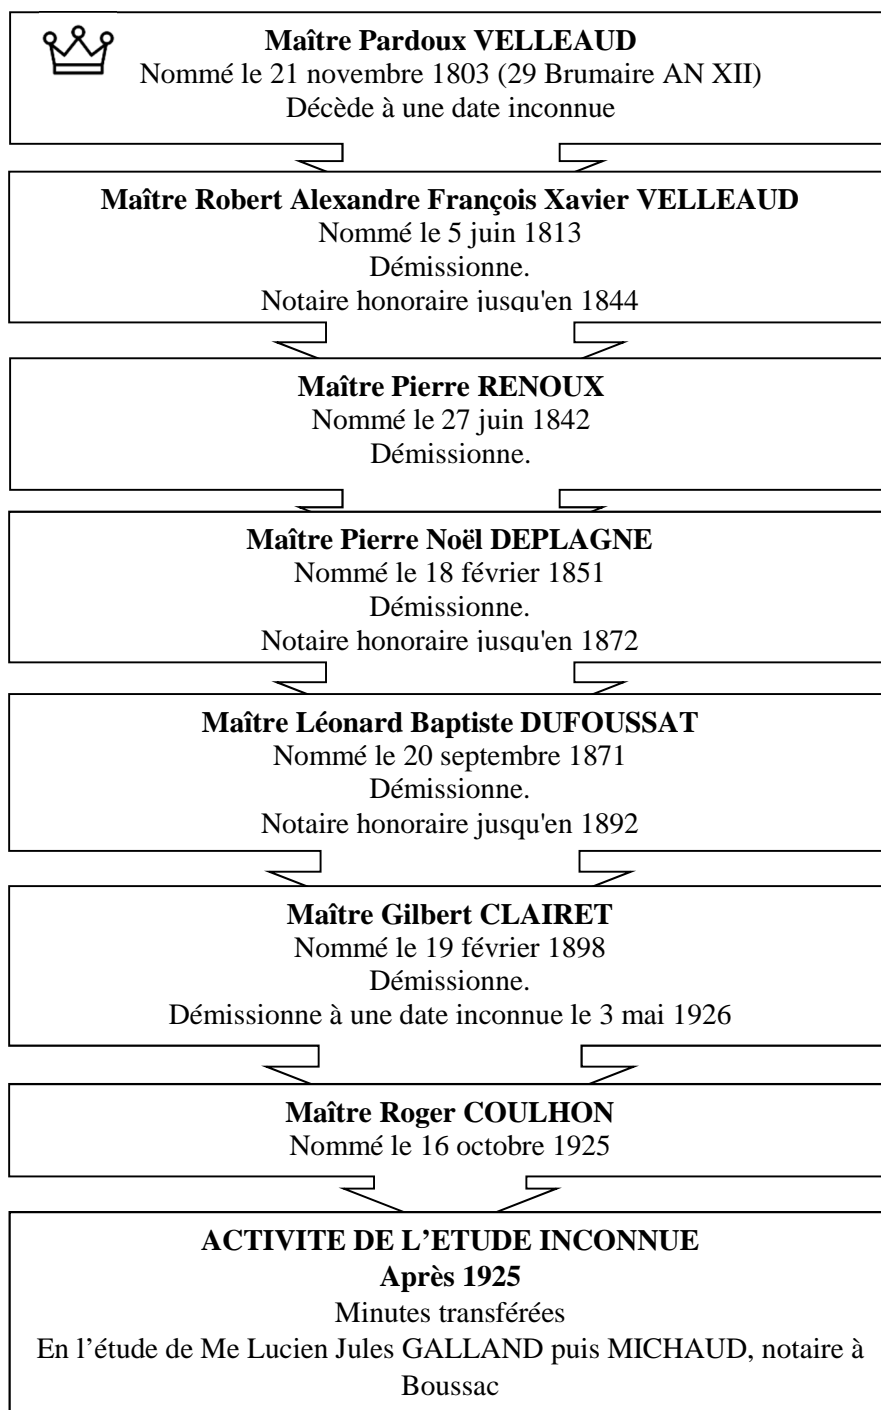 Maître Pardoux VELLEAUD
Nommé le 21 novembre 1803 (29 Brumaire AN XII)
Décède à une date inconnue
Maître Robert Alexandre François Xavier VELLEAUD
Nommé le 5 juin 1813
Démissionne.
Notaire honoraire jusqu'en 1844
Maître Pierre RENOUX
Nommé le 27 juin 1842
Démissionne.
Maître Pierre Noël DEPLAGNE
Nommé le 18 février 1851
Démissionne.
Notaire honoraire jusqu'en 1872
Maître Léonard Baptiste DUFOUSSAT
Nommé le 20 septembre 1871
Démissionne.
Notaire honoraire jusqu'en 1892
Maître Gilbert CLAIRET
Nommé le 19 février 1898
Démissionne.
Démissionne à une date inconnue le 3 mai 1926
Maître Roger COULHON
Nommé le 16 octobre 1925
ACTIVITE DE L’ETUDE INCONNUE
Après 1925
Minutes transférées
En l’étude de Me Lucien Jules GALLAND puis MICHAUD, notaire à
Boussac